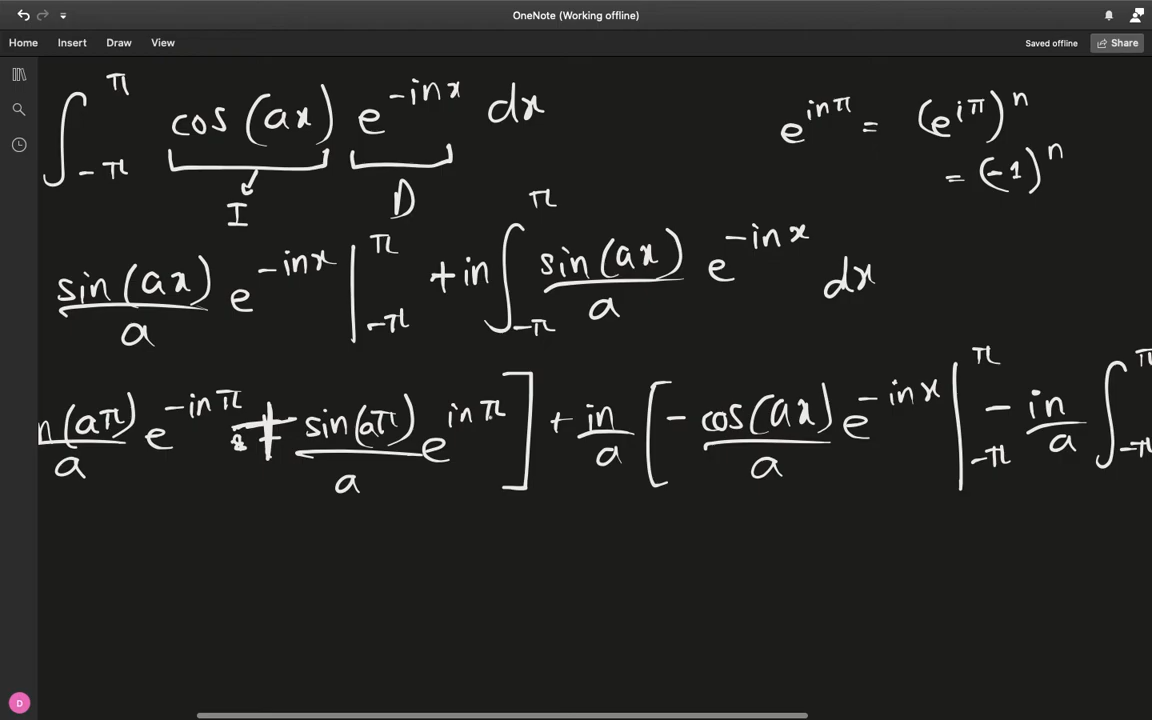 OneNote (Working offline)
Home Insert Draw View Saved offline Share
∫_{-π}^{π} cos(ax) e^{-inx} dx
I D
e^{inπ} = (e^{iπ})^n
= (-1)^n
sin(ax)/a e^{-inx} |_{-π}^{π} + in ∫_{-π}^{π} sin(ax)/a e^{-inx} dx
n(aπ)/a e^{-inπ} + sin(aπ)/a e^{inπ} ] + in/a [ - cos(ax)/a e^{-inx} |_{-π}^{π} - in/a ∫_{-π}^{π}
D